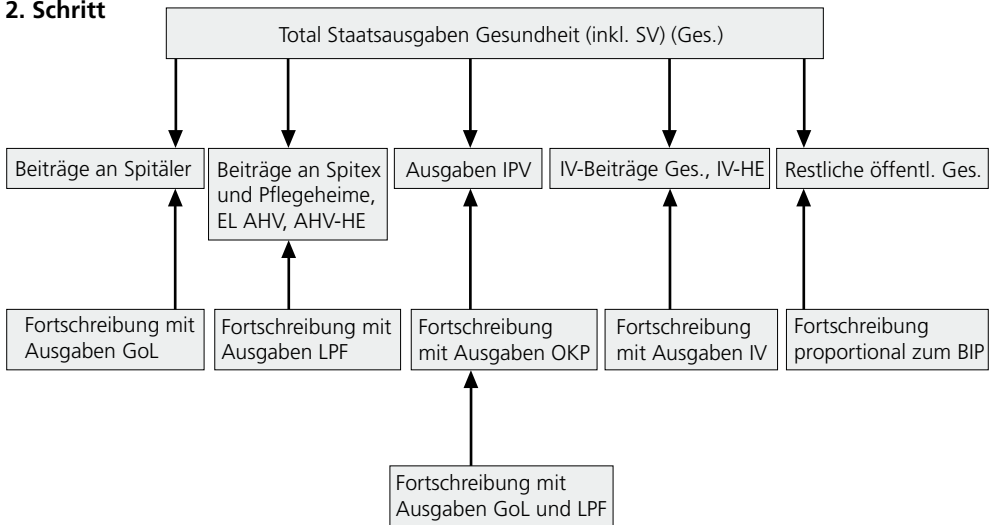 2. Schritt
Total Staatsausgaben Gesundheit (inkl. SV) (Ges.)
Beiträge an Spitäler
Beiträge an Spitex
und Pflegeheime,
EL AHV, AHV-HE
Ausgaben IPV
IV-Beiträge Ges., IV-HE
Restliche öffentl. Ges.
Fortschreibung mit
Ausgaben GoL
Fortschreibung mit
Ausgaben LPF
Fortschreibung
mit Ausgaben OKP
Fortschreibung
mit Ausgaben IV
Fortschreibung
proportional zum BIP
Fortschreibung mit
Ausgaben GoL und LPF